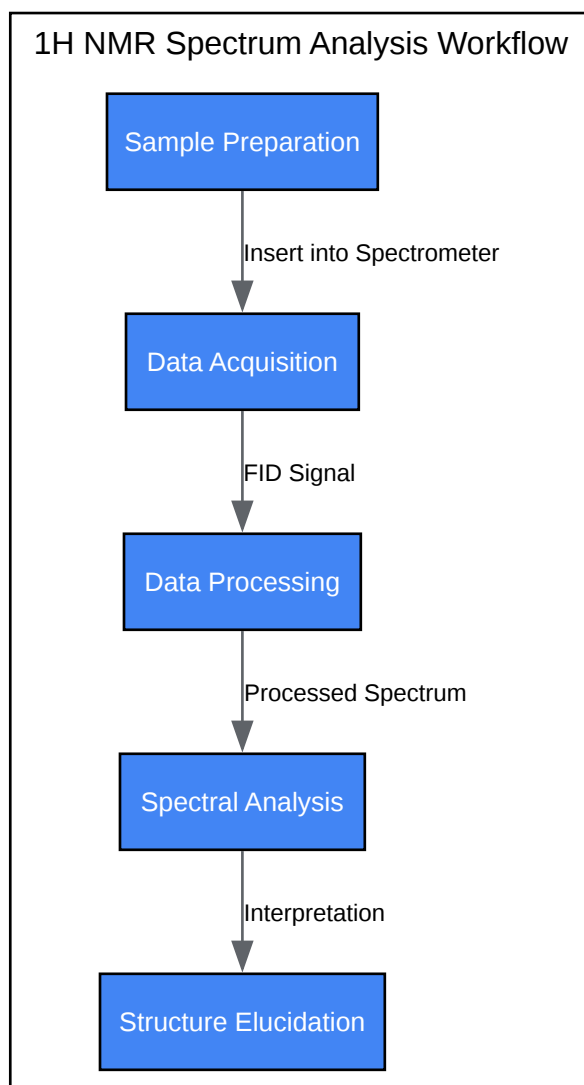 1H NMR Spectrum Analysis Workflow
Sample Preparation
Insert into Spectrometer
Data Acquisition
FID Signal
Data Processing
Processed Spectrum
Spectral Analysis
Interpretation
Structure Elucidation